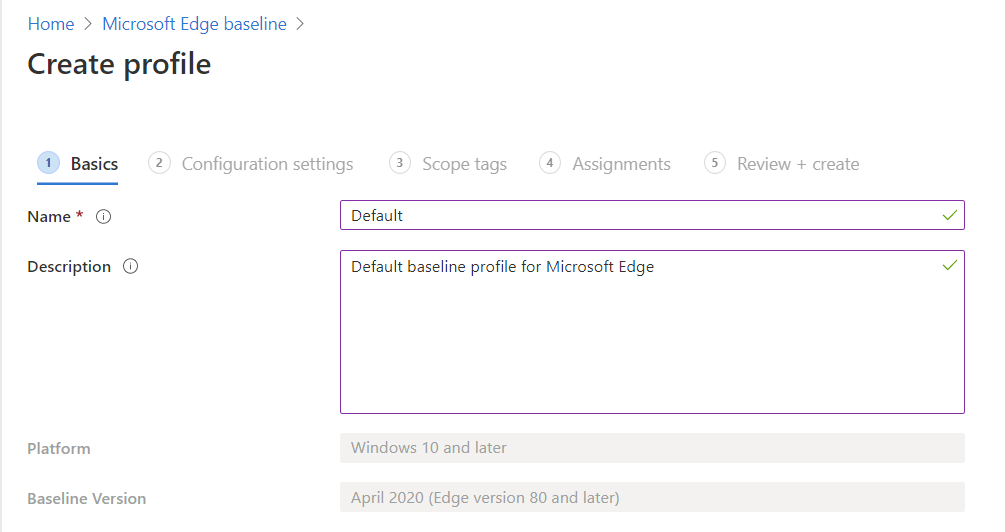 Home > Microsoft Edge baseline >
Create profile
1 Basics 2 Configuration settings 3 Scope tags 4 Assignments 5 Review + create
Name * Default
Description Default baseline profile for Microsoft Edge
Platform Windows 10 and later
Baseline Version April 2020 (Edge version 80 and later)